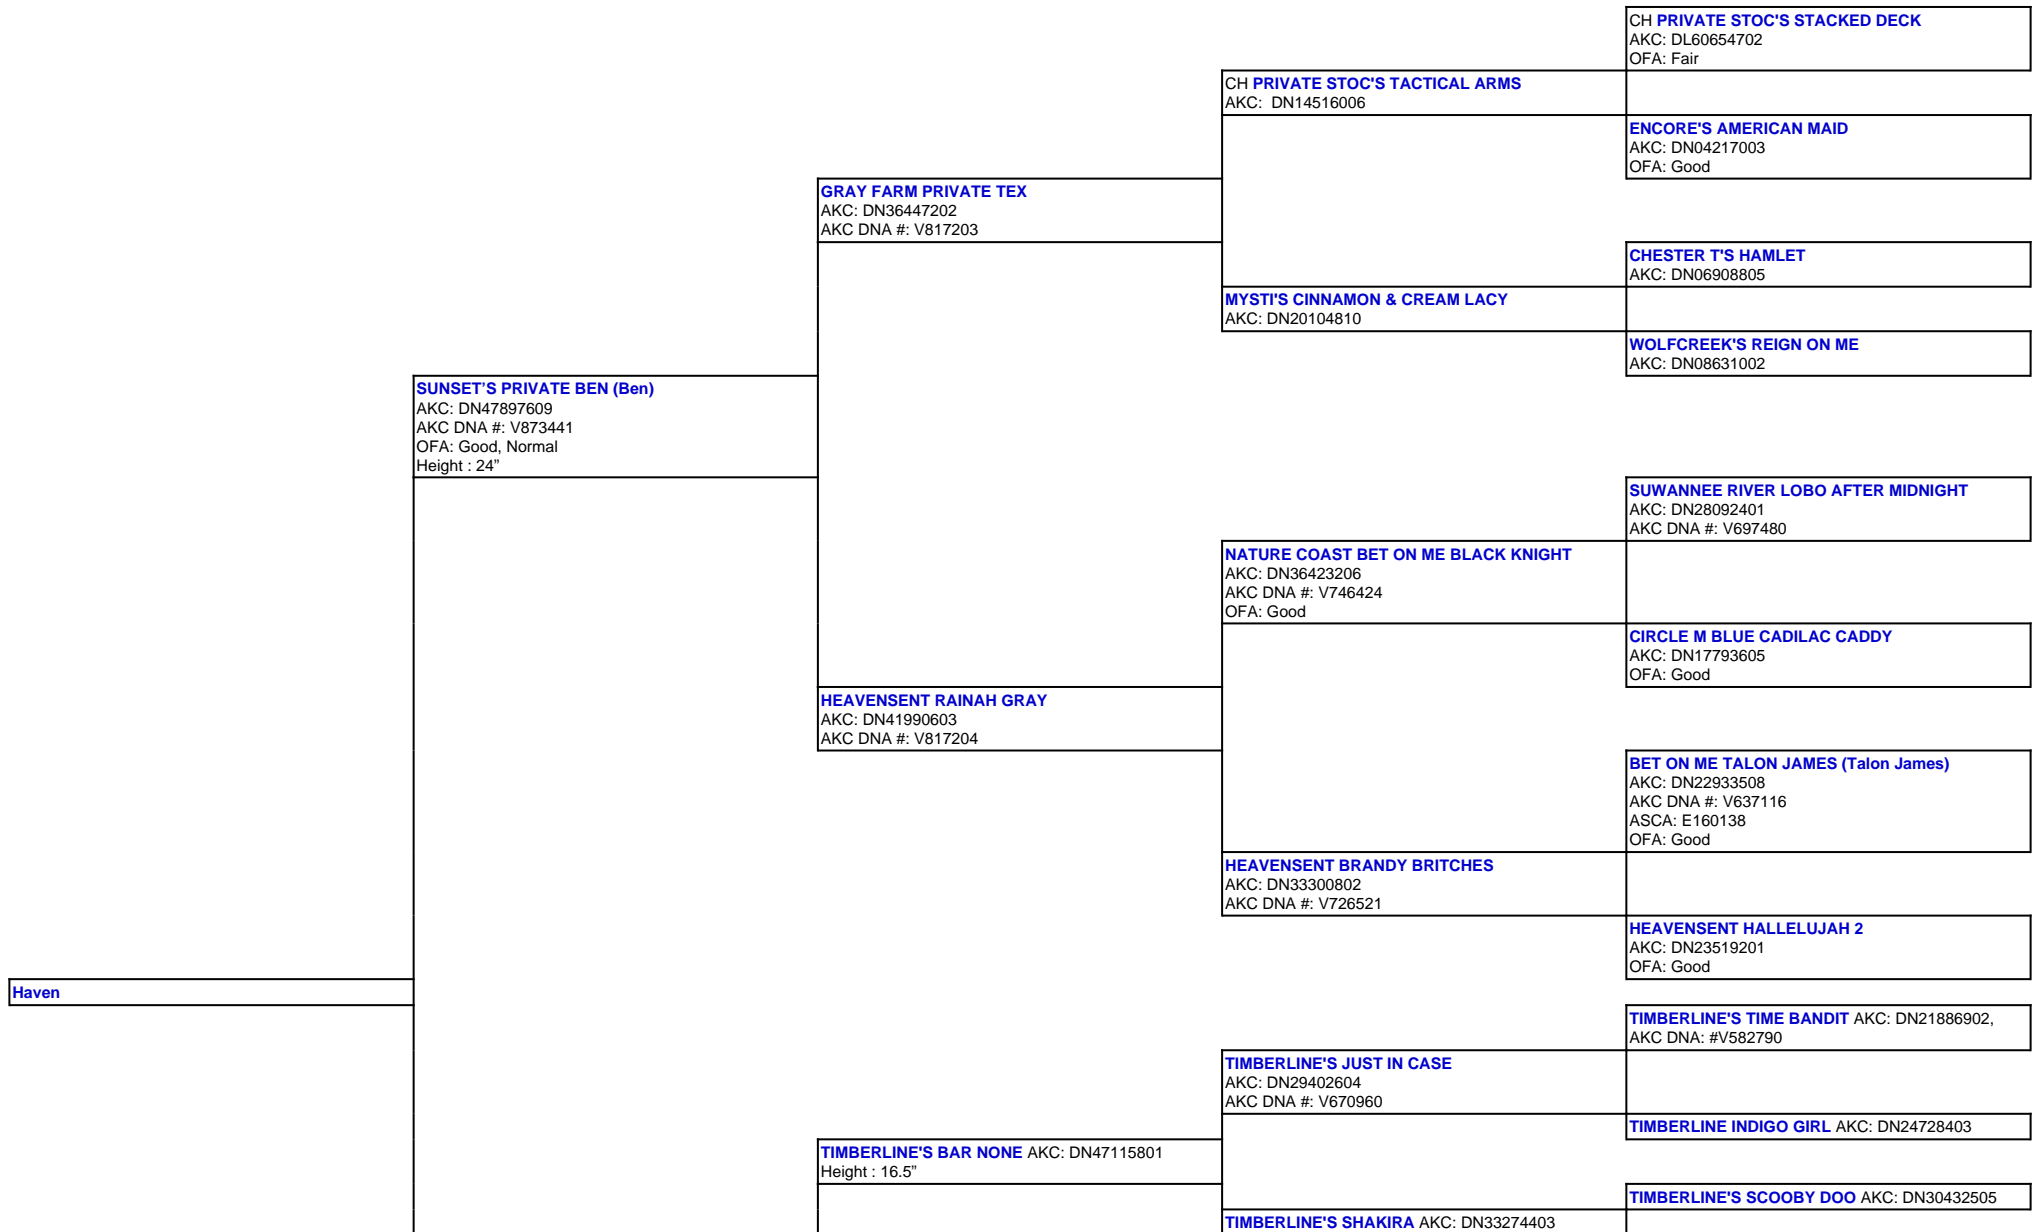 CH PRIVATE STOC'S STACKED DECK
AKC: DL60654702
OFA: Fair
CH PRIVATE STOC'S TACTICAL ARMS
AKC:  DN14516006
ENCORE'S AMERICAN MAID
AKC: DN04217003
OFA: Good
GRAY FARM PRIVATE TEX
AKC: DN36447202
AKC DNA #: V817203
CHESTER T'S HAMLET
AKC: DN06908805
MYSTI'S CINNAMON & CREAM LACY
AKC: DN20104810
WOLFCREEK'S REIGN ON ME
AKC: DN08631002
SUNSET’S PRIVATE BEN (Ben)
AKC: DN47897609
AKC DNA #: V873441
OFA: Good, Normal
Height : 24”
SUWANNEE RIVER LOBO AFTER MIDNIGHT
AKC: DN28092401
AKC DNA #: V697480
NATURE COAST BET ON ME BLACK KNIGHT
AKC: DN36423206
AKC DNA #: V746424
OFA: Good
CIRCLE M BLUE CADILAC CADDY
AKC: DN17793605
OFA: Good
HEAVENSENT RAINAH GRAY
AKC: DN41990603
AKC DNA #: V817204
BET ON ME TALON JAMES (Talon James)
AKC: DN22933508
AKC DNA #: V637116
ASCA: E160138
OFA: Good
HEAVENSENT BRANDY BRITCHES
AKC: DN33300802
AKC DNA #: V726521
HEAVENSENT HALLELUJAH 2
AKC: DN23519201
OFA: Good
Haven
TIMBERLINE'S TIME BANDIT AKC: DN21886902,
AKC DNA: #V582790
TIMBERLINE'S JUST IN CASE
AKC: DN29402604
AKC DNA #: V670960
TIMBERLINE INDIGO GIRL AKC: DN24728403
TIMBERLINE'S BAR NONE AKC: DN47115801
Height : 16.5”
TIMBERLINE'S SCOOBY DOO AKC: DN30432505
TIMBERLINE'S SHAKIRA AKC: DN33274403